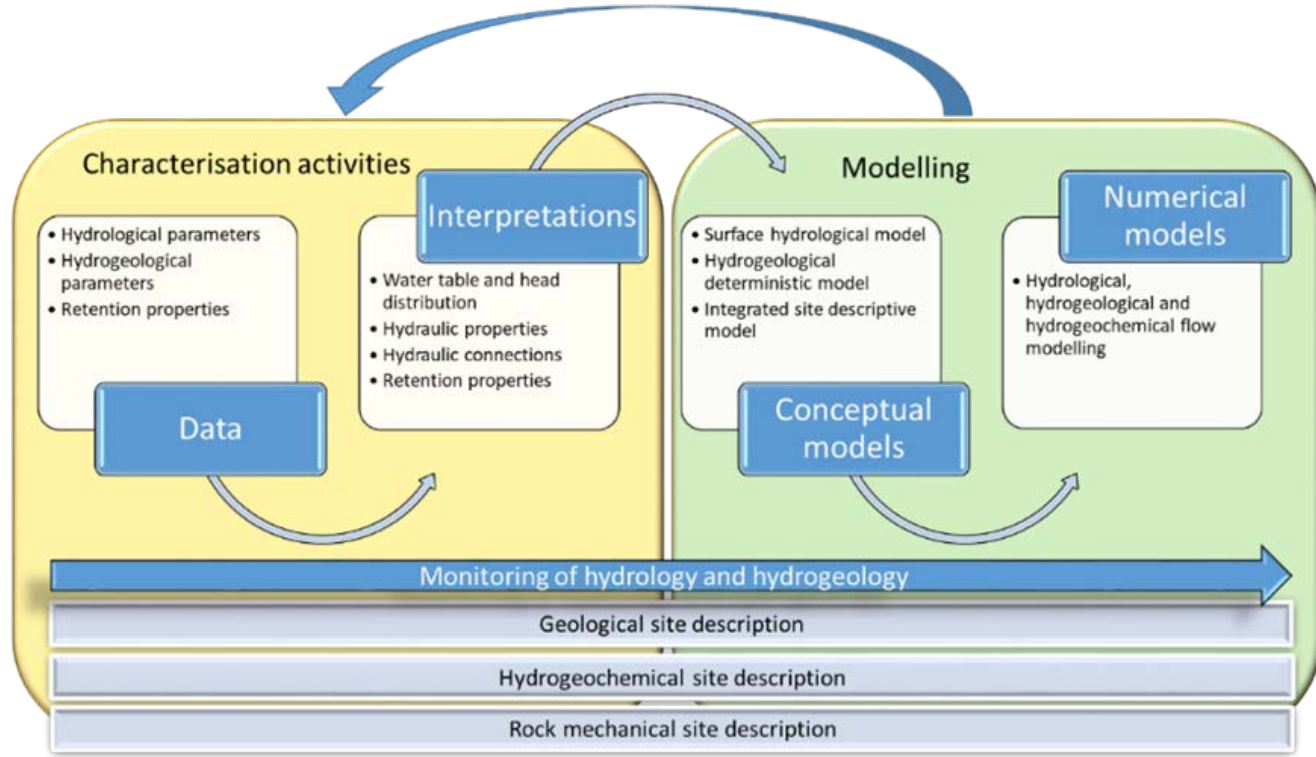 Characterisation activities
• Hydrological parameters
• Hydrogeological
parameters
• Retention properties
Data
Interpretations
• Water table and head
distribution
• Hydraulic properties
• Hydraulic connections
• Retention properties
Modelling
• Surface hydrological model
• Hydrogeological
deterministic model
• Integrated site descriptive
model
Conceptual
models
Numerical
models
• Hydrological,
hydrogeological and
hydrogeochemical flow
modelling
Monitoring of hydrology and hydrogeology
Geological site description
Hydrogeochemical site description
Rock mechanical site description